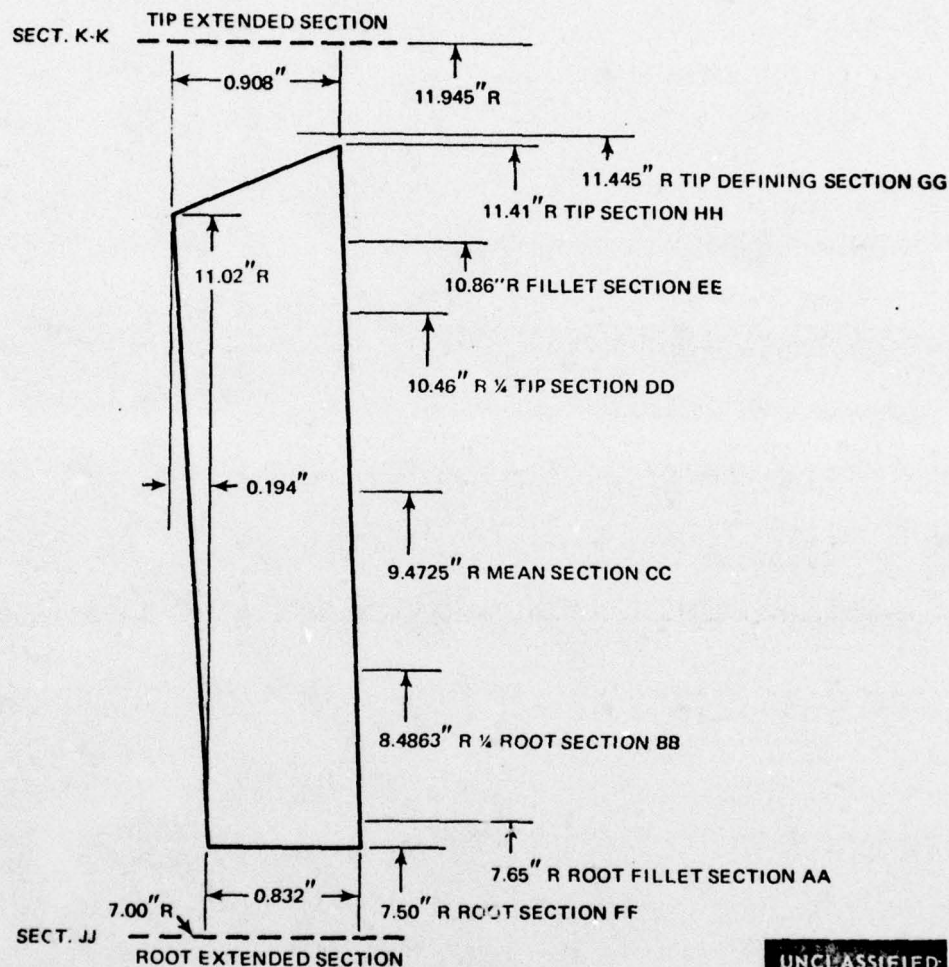 TIP EXTENDED SECTION
SECT. K-K
0.908"
11.945" R
11.445" R TIP DEFINING SECTION GG
11.41" R TIP SECTION HH
11.02" R
10.86" R FILLET SECTION EE
10.46" R ¼ TIP SECTION DD
0.194"
9.4725" R MEAN SECTION CC
8.4863" R ¼ ROOT SECTION BB
7.65" R ROOT FILLET SECTION AA
0.832"
7.50" R ROOT SECTION FF
7.00" R
SECT. JJ
ROOT EXTENDED SECTION
UNCLASSIFIED